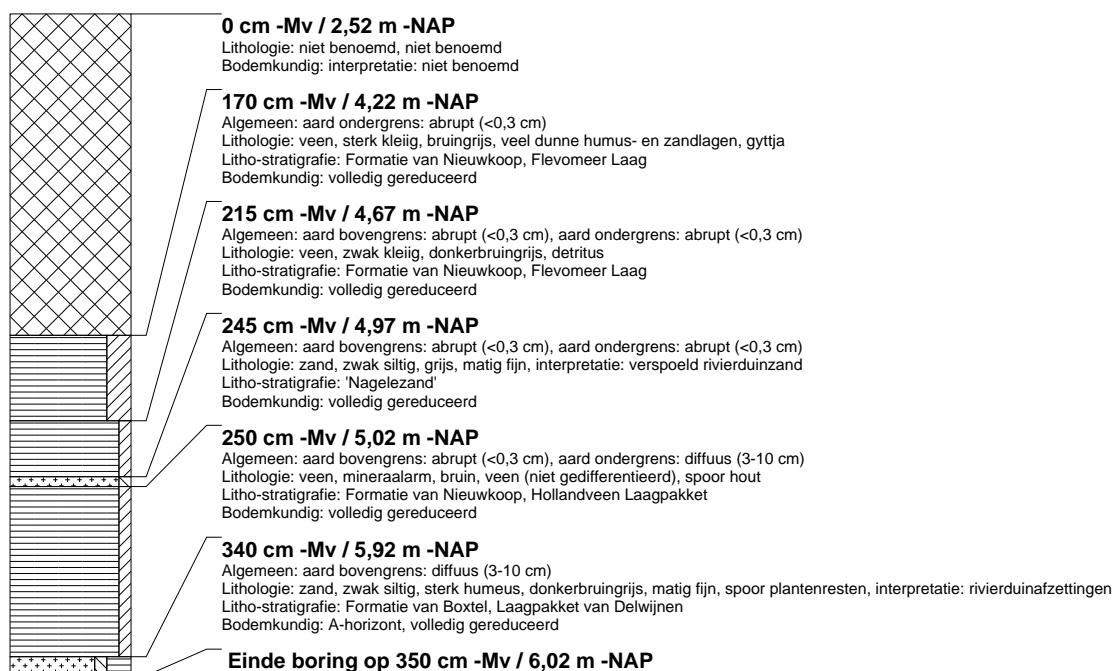 0 cm -Mv / 2,52 m -NAP
Lithologie: niet benoemd, niet benoemd
Bodemkundig: interpretatie: niet benoemd
170 cm -Mv / 4,22 m -NAP
Algemeen: aard ondergrens: abrupt (<0,3 cm)
Lithologie: veen, sterk kleiig, bruingrijs, veel dunne humus- en zandlagen, gyttja
Litho-stratigrafie: Formatie van Nieuwkoop, Flevomeer Laag
Bodemkundig: volledig gereduceerd
215 cm -Mv / 4,67 m -NAP
Algemeen: aard bovengrens: abrupt (<0,3 cm), aard ondergrens: abrupt (<0,3 cm)
Lithologie: veen, zwak kleiig, donkerbruingrijs, detritus
Litho-stratigrafie: Formatie van Nieuwkoop, Flevomeer Laag
Bodemkundig: volledig gereduceerd
245 cm -Mv / 4,97 m -NAP
Algemeen: aard bovengrens: abrupt (<0,3 cm), aard ondergrens: abrupt (<0,3 cm)
Lithologie: zand, zwak siltig, grijs, matig fijn, interpretatie: verspoeld rivierduinzand
Litho-stratigrafie: 'Nagelezand'
Bodemkundig: volledig gereduceerd
250 cm -Mv / 5,02 m -NAP
Algemeen: aard bovengrens: abrupt (<0,3 cm), aard ondergrens: diffuus (3-10 cm)
Lithologie: veen, mineraalarm, bruin, veen (niet gedifferentieerd), spoor hout
Litho-stratigrafie: Formatie van Nieuwkoop, Hollandveen Laagpakket
Bodemkundig: volledig gereduceerd
340 cm -Mv / 5,92 m -NAP
Algemeen: aard bovengrens: diffuus (3-10 cm)
Lithologie: zand, zwak siltig, sterk humeus, donkerbruingrijs, matig fijn, spoor plantenresten, interpretatie: rivierduinafzettingen
Litho-stratigrafie: Formatie van Boxtel, Laagpakket van Delwijnen
Bodemkundig: A-horizont, volledig gereduceerd
Einde boring op 350 cm -Mv / 6,02 m -NAP